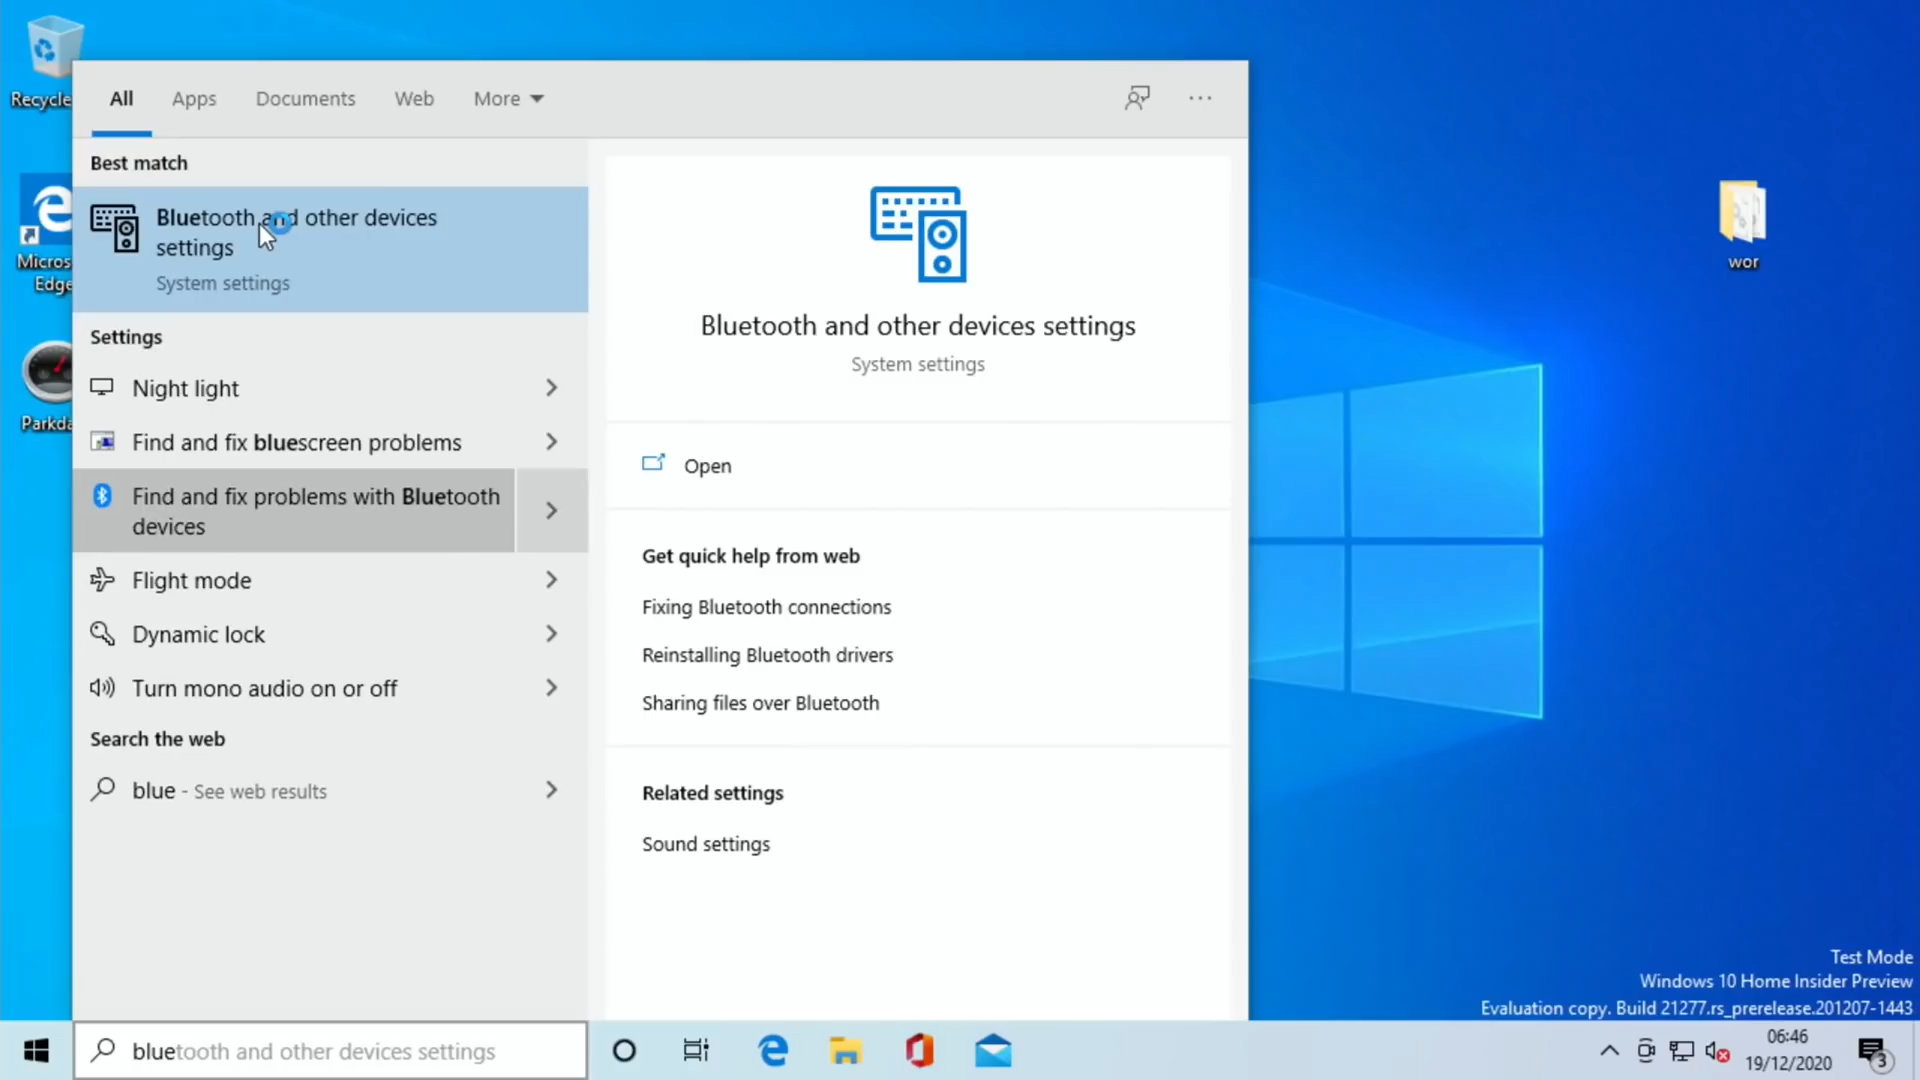 Recycle
Micros
Edge
Parkda
wor
All
Apps
Documents
Web
More
Best match
Bluetooth and other devices
settings
System settings
Settings
Night light
Find and fix bluescreen problems
Find and fix problems with Bluetooth
devices
Flight mode
Dynamic lock
Turn mono audio on or off
Search the web
blue - See web results
Bluetooth and other devices settings
System settings
Open
Get quick help from web
Fixing Bluetooth connections
Reinstalling Bluetooth drivers
Sharing files over Bluetooth
Related settings
Sound settings
Test Mode
Windows 10 Home Insider Preview
Evaluation copy. Build 21277.rs_prerelease.201207-1443
bluetooth and other devices settings
06:46
19/12/2020
3